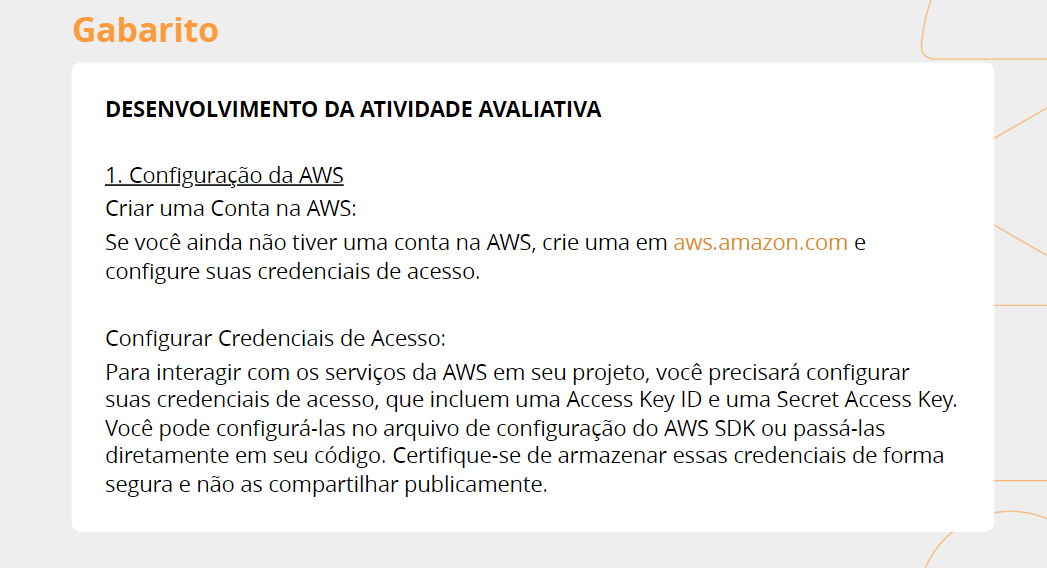 Gabarito
DESENVOLVIMENTO DA ATIVIDADE AVALIATIVA
1. Configuração da AWS
Criar uma Conta na AWS:
Se você ainda não tiver uma conta na AWS, crie uma em aws.amazon.com e
configure suas credenciais de acesso.
Configurar Credenciais de Acesso:
Para interagir com os serviços da AWS em seu projeto, você precisará configurar
suas credenciais de acesso, que incluem uma Access Key ID e uma Secret Access Key.
Você pode configurá-las no arquivo de configuração do AWS SDK ou passá-las
diretamente em seu código. Certifique-se de armazenar essas credenciais de forma
segura e não as compartilhar publicamente.